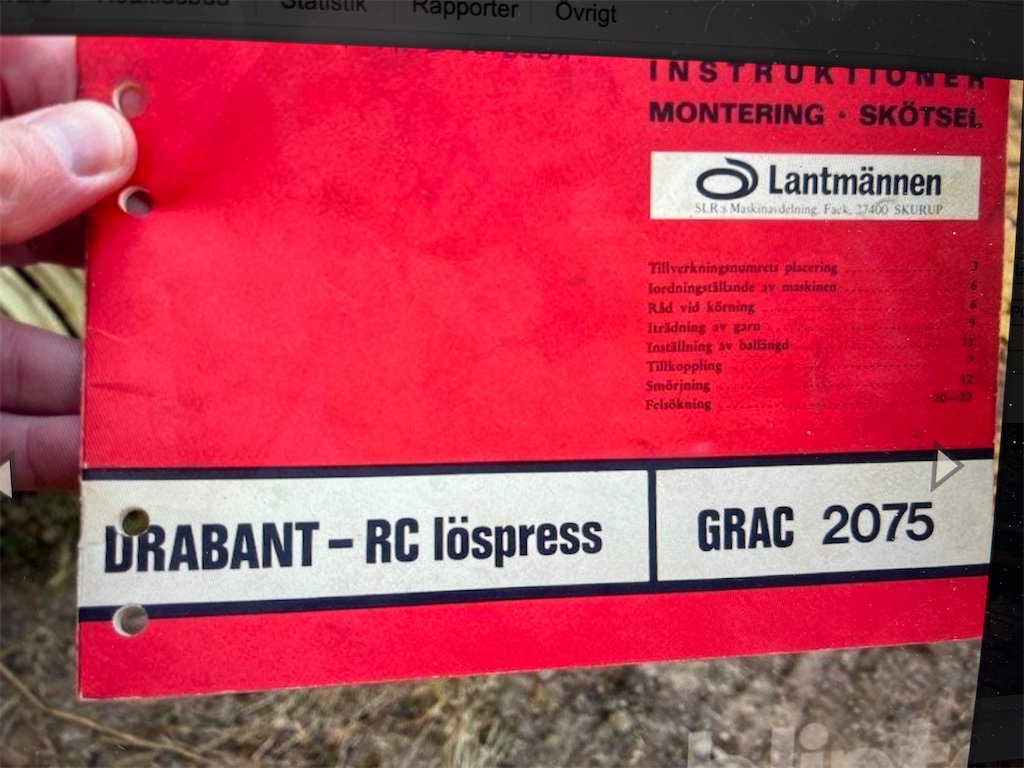 Statistik Rapporter Övrigt
INSTRUKTIONER
MONTERING · SKÖTSEL
Lantmännen
SLR:s Maskinavdelning, Fack, 27400 SKURUP
Tillverkningsnumrets placering 3
Iordningställande av maskinen 6
Råd vid körning 6
Iträdning av garn 9
Inställning av ballängd 11
Tillkoppling 7
Smörjning 12
Felsökning 20—22
DRABANT – RC löspress
GRAC 2075